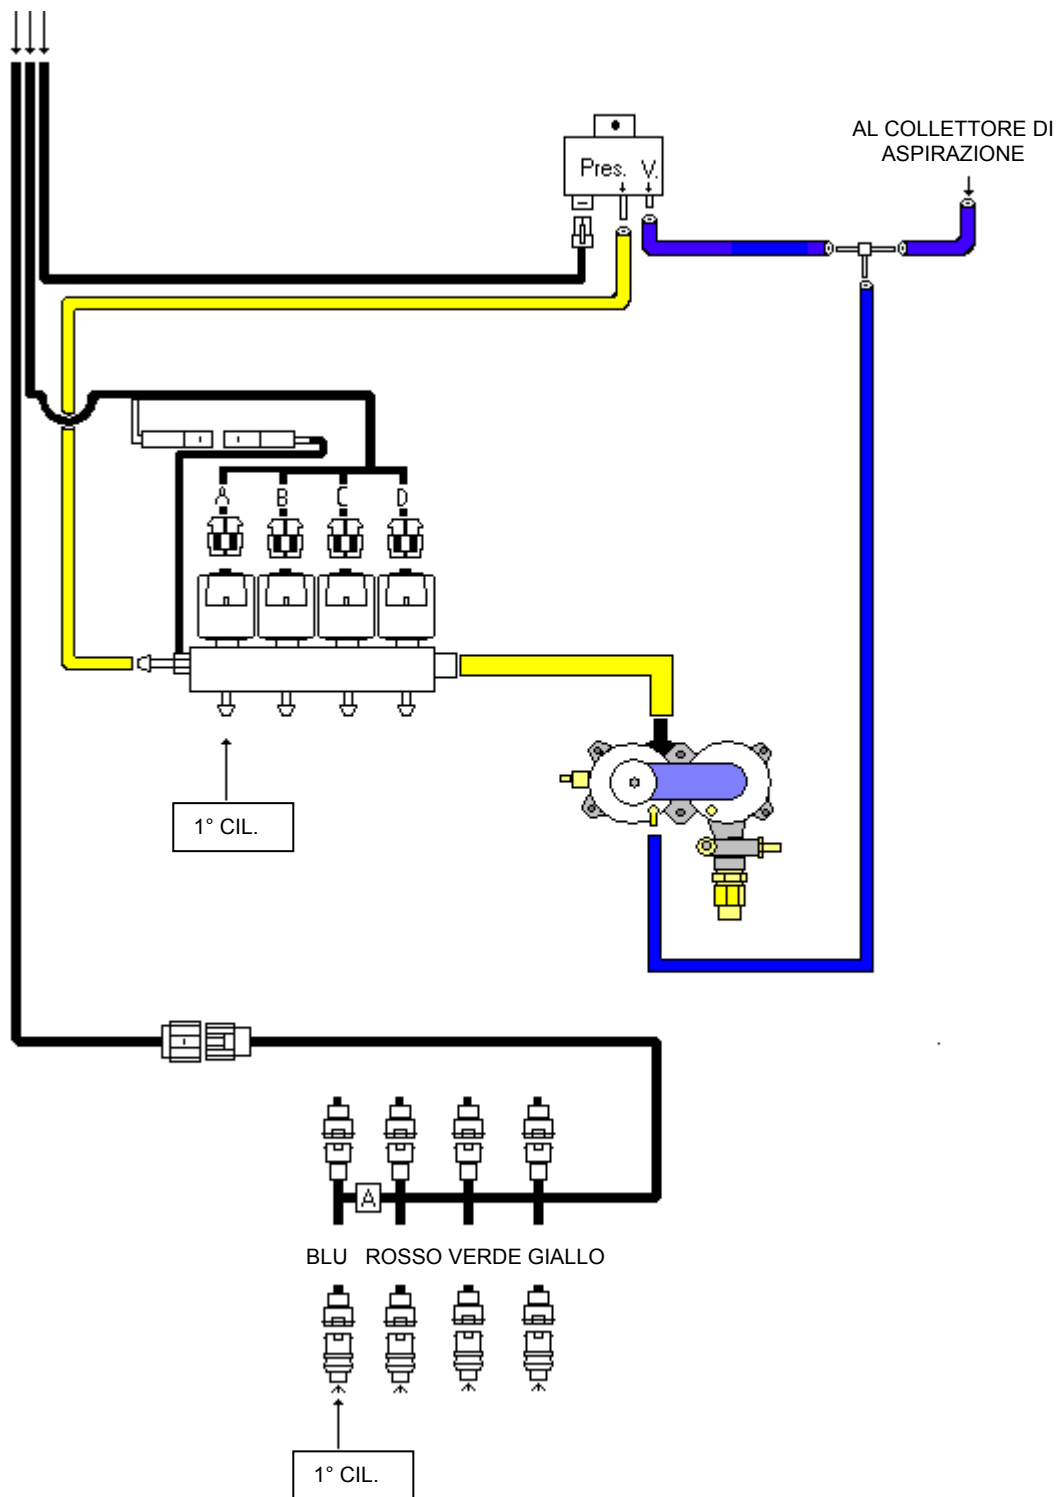 AL COLLETTORE DI
ASPIRAZIONE
Pres. V.
A B C D
1° CIL.
A
BLU ROSSO VERDE GIALLO
1° CIL.